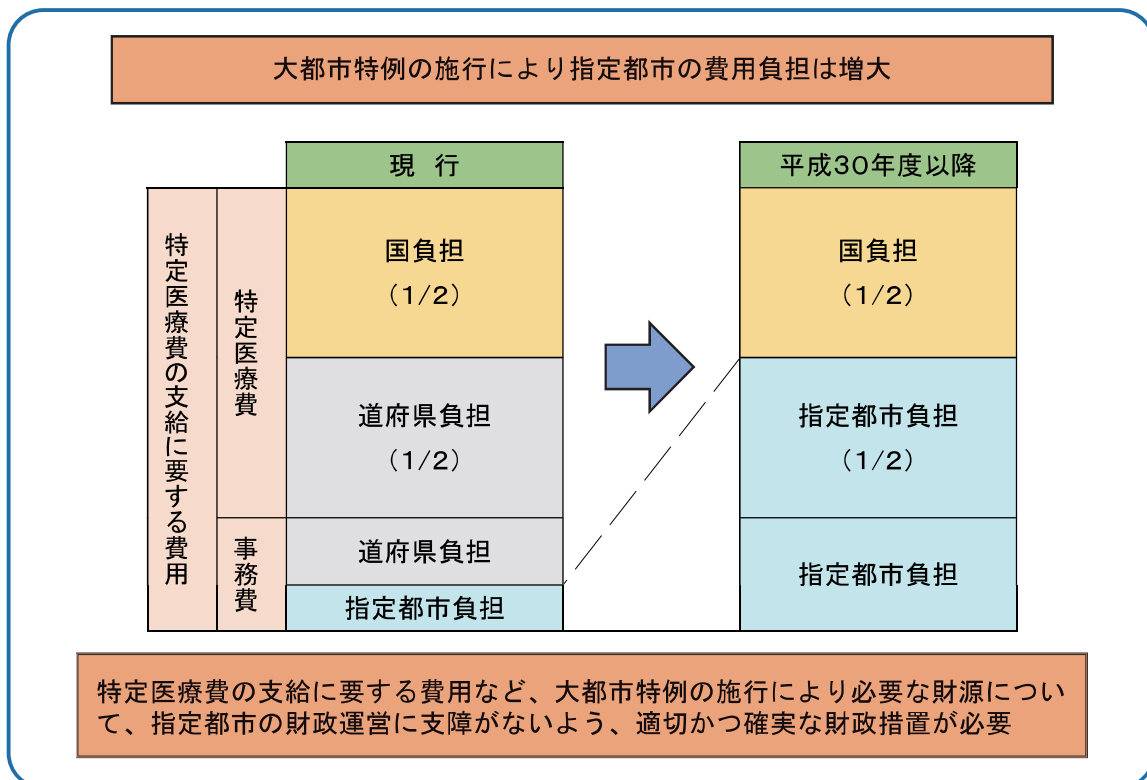 大都市特例の施行により指定都市の費用負担は増大
現 行
平成30年度以降
特定医療費の支給に要する費用
特定医療費
国負担
(1/2)
国負担
(1/2)
道府県負担
(1/2)
指定都市負担
(1/2)
事務費
道府県負担
指定都市負担
指定都市負担
特定医療費の支給に要する費用など、大都市特例の施行により必要な財源につい
て、指定都市の財政運営に支障がないよう、適切かつ確実な財政措置が必要